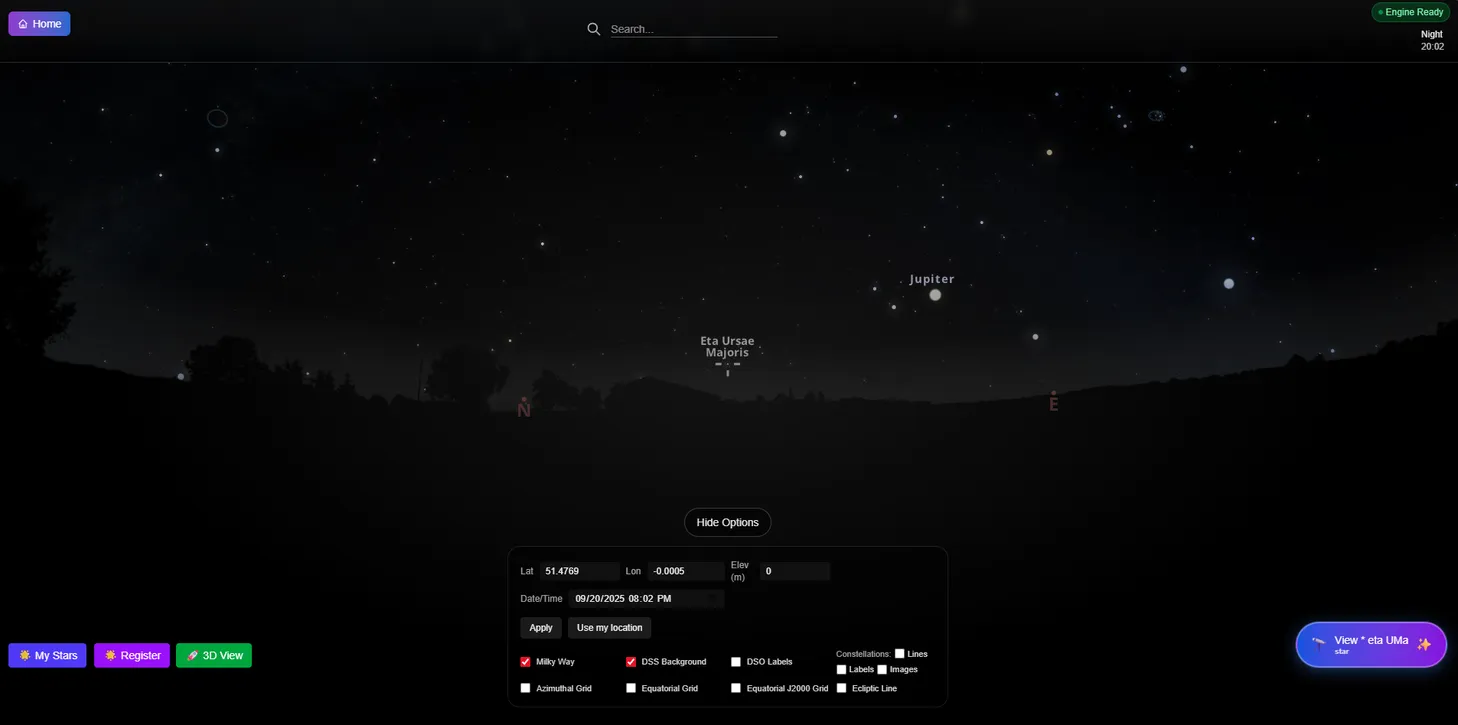 Home
Search...
Engine Ready
Night
20:02
Jupiter
Eta Ursae
Majoris
N
E
Hide Options
Lat 51.4769 Lon -0.0005 Elev
(m) 0
Date/Time 09/20/2025 08:02 PM
Apply Use my location
Milky Way DSS Background DSO Labels Constellations: Lines
Labels Images
Azimuthal Grid Equatorial Grid Equatorial J2000 Grid Ecliptic Line
My Stars Register 3D View
View * eta UMa
star